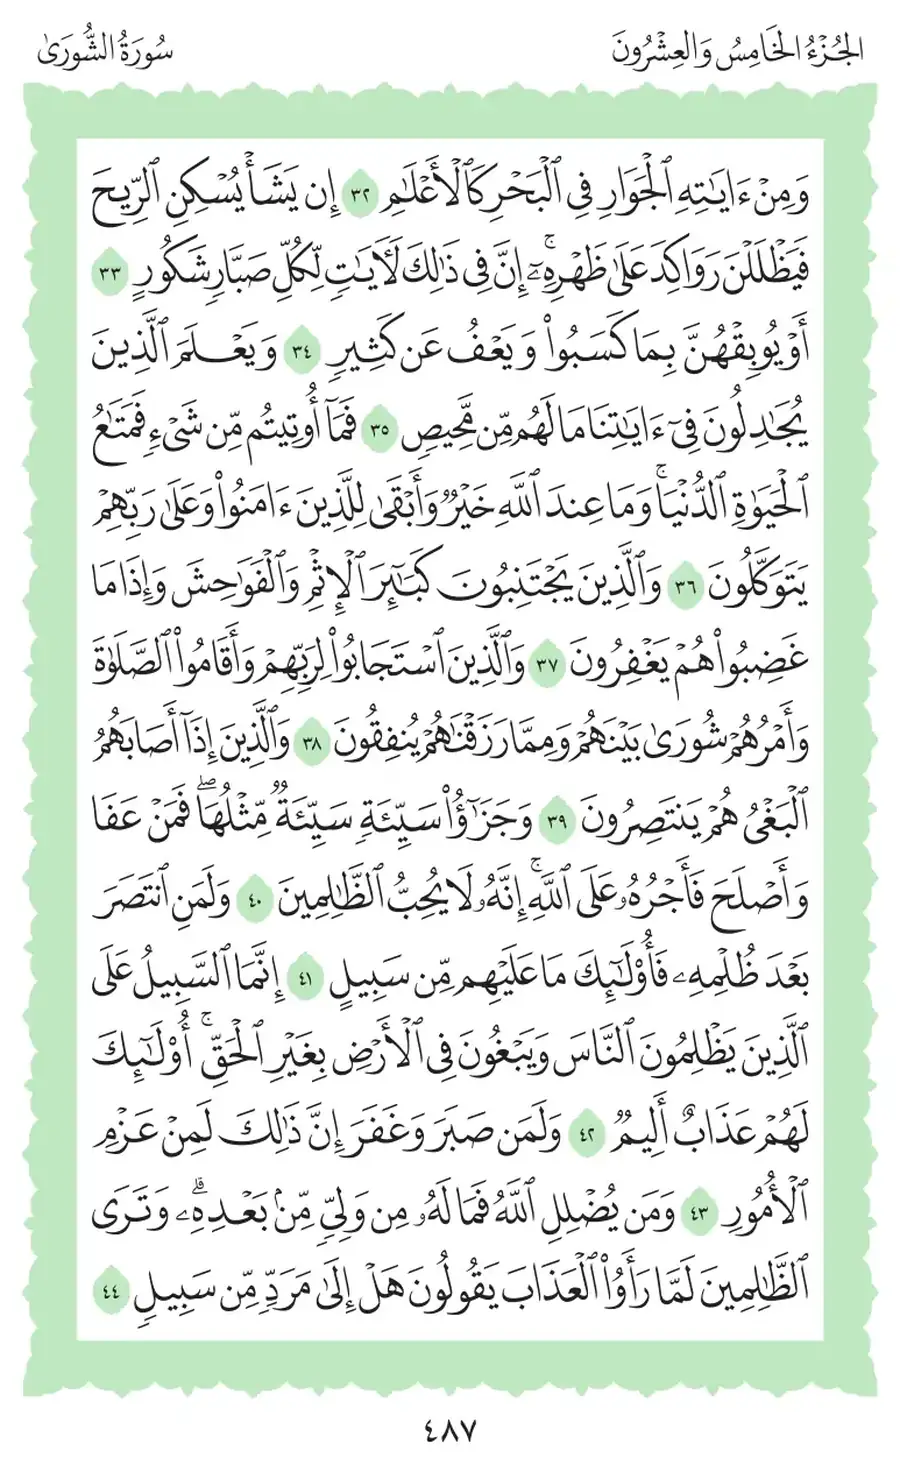 الجُزْءُ الخَامِسُ وَالعِشْرُونَ
سُورَةُ الشُّورَىٰ
وَمِنْ ءَايَٰتِهِ ٱلْجَوَارِ فِى ٱلْبَحْرِ كَٱلْأَعْلَٰمِ ٣٢ إِن يَشَأْ يُسْكِنِ ٱلرِّيحَ
فَيَظْلَلْنَ رَوَاكِدَ عَلَىٰ ظَهْرِهِۦٓ ۚ إِنَّ فِى ذَٰلِكَ لَءَايَٰتٍ لِّكُلِّ صَبَّارٍ شَكُورٍ ٣٣
أَوْ يُوبِقْهُنَّ بِمَا كَسَبُوا۟ وَيَعْفُ عَن كَثِيرٍ ٣٤ وَيَعْلَمَ ٱلَّذِينَ
يُجَٰدِلُونَ فِىٓ ءَايَٰتِنَا مَا لَهُم مِّن مَّحِيصٍ ٣٥ فَمَآ أُوتِيتُم مِّن شَىْءٍ فَمَتَٰعُ
ٱلْحَيَوٰةِ ٱلدُّنْيَا ۚ وَمَا عِندَ ٱللَّهِ خَيْرٌ وَأَبْقَىٰ لِلَّذِينَ ءَامَنُوا۟ وَعَلَىٰ رَبِّهِمْ
يَتَوَكَّلُونَ ٣٦ وَٱلَّذِينَ يَجْتَنِبُونَ كَبَٰٓئِرَ ٱلْإِثْمِ وَٱلْفَوَٰحِشَ وَإِذَا مَا
غَضِبُوا۟ هُمْ يَغْفِرُونَ ٣٧ وَٱلَّذِينَ ٱسْتَجَابُوا۟ لِرَبِّهِمْ وَأَقَامُوا۟ ٱلصَّلَوٰةَ
وَأَمْرُهُمْ شُورَىٰ بَيْنَهُمْ وَمِمَّا رَزَقْنَٰهُمْ يُنفِقُونَ ٣٨ وَٱلَّذِينَ إِذَآ أَصَابَهُمُ
ٱلْبَغْىُ هُمْ يَنتَصِرُونَ ٣٩ وَجَزَٰٓؤُا۟ سَيِّئَةٍ سَيِّئَةٌ مِّثْلُهَا ۖ فَمَنْ عَفَا
وَأَصْلَحَ فَأَجْرُهُۥ عَلَى ٱللَّهِ ۚ إِنَّهُۥ لَا يُحِبُّ ٱلظَّٰلِمِينَ ٤٠ وَلَمَنِ ٱنتَصَرَ
بَعْدَ ظُلْمِهِۦ فَأُو۟لَٰٓئِكَ مَا عَلَيْهِم مِّن سَبِيلٍ ٤١ إِنَّمَا ٱلسَّبِيلُ عَلَى
ٱلَّذِينَ يَظْلِمُونَ ٱلنَّاسَ وَيَبْغُونَ فِى ٱلْأَرْضِ بِغَيْرِ ٱلْحَقِّ ۚ أُو۟لَٰٓئِكَ
لَهُمْ عَذَابٌ أَلِيمٌ ٤٢ وَلَمَن صَبَرَ وَغَفَرَ إِنَّ ذَٰلِكَ لَمِنْ عَزْمِ
ٱلْأُمُورِ ٤٣ وَمَن يُضْلِلِ ٱللَّهُ فَمَا لَهُۥ مِن وَلِىٍّ مِّنۢ بَعْدِهِۦ ۗ وَتَرَى
ٱلظَّٰلِمِينَ لَمَّا رَأَوُا۟ ٱلْعَذَابَ يَقُولُونَ هَلْ إِلَىٰ مَرَدٍّ مِّن سَبِيلٍ ٤٤
٤٨٧